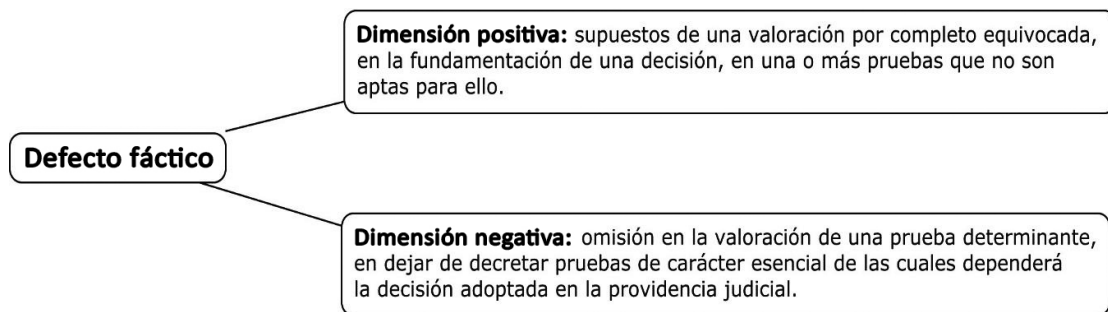 Dimensión positiva: supuestos de una valoración por completo equivocada,
en la fundamentación de una decisión, en una o más pruebas que no son
aptas para ello.
Defecto fáctico
Dimensión negativa: omisión en la valoración de una prueba determinante,
en dejar de decretar pruebas de carácter esencial de las cuales dependerá
la decisión adoptada en la providencia judicial.